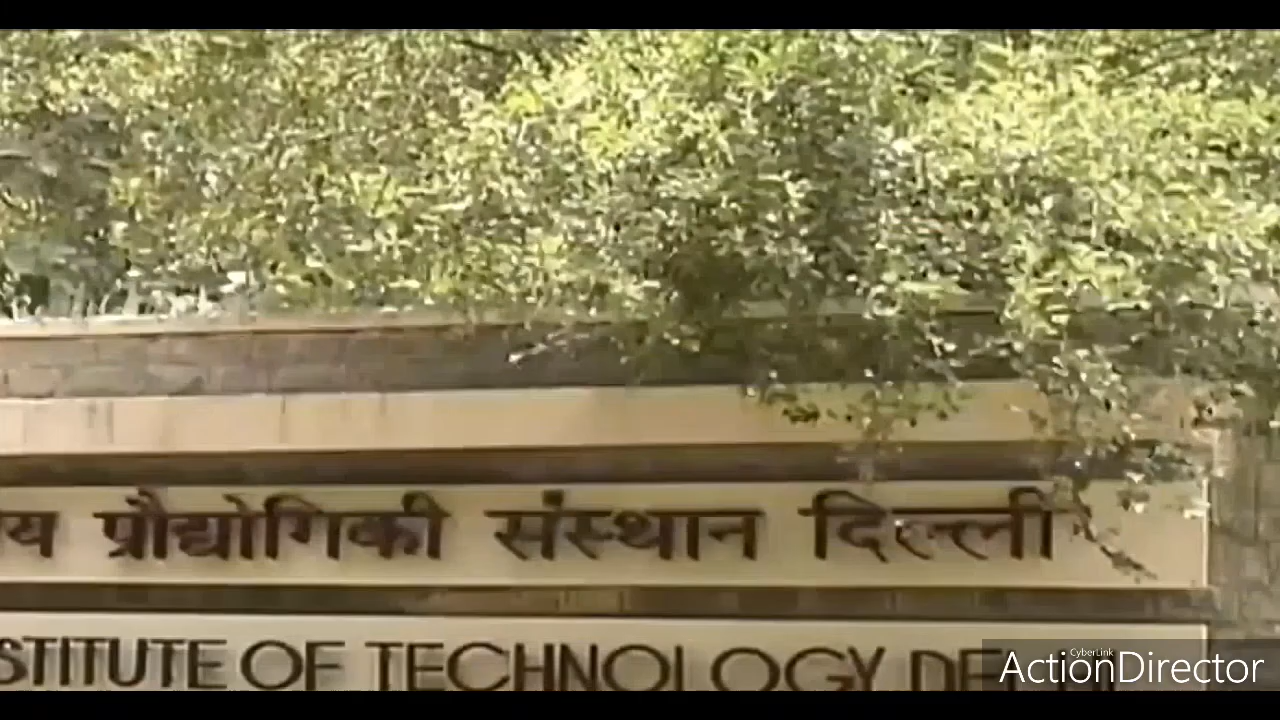 य प्रौद्योगिकी संस्थान दिल्ली
STITUTE OF TECHNOLOGY
CyberLink
ActionDirector